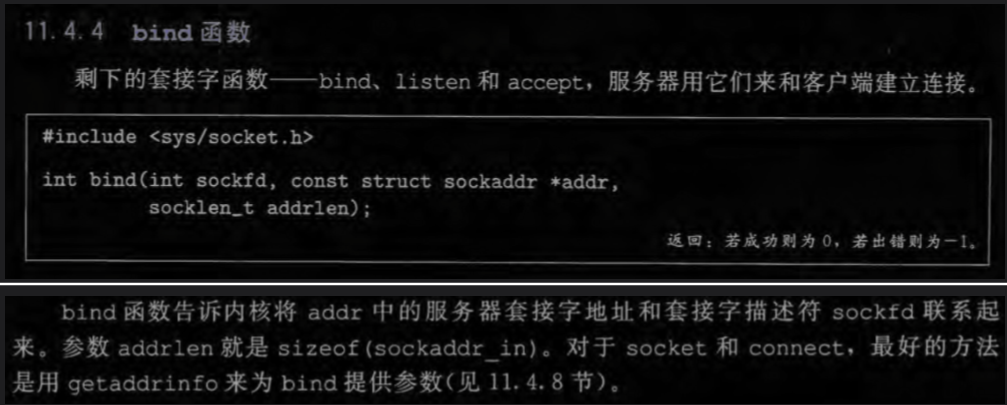 11.4.4 bind 函数
剩下的套接字函数——bind、listen 和 accept，服务器用它们来和客户端建立连接。
#include <sys/socket.h>
int bind(int sockfd, const struct sockaddr *addr,
socklen_t addrlen);
返回：若成功则为 0，若出错则为-1。
bind 函数告诉内核将 addr 中的服务器套接字地址和套接字描述符 sockfd 联系起
来。参数 addrlen 就是 sizeof(sockaddr_in)。对于 socket 和 connect，最好的方法
是用 getaddrinfo 来为 bind 提供参数(见 11.4.8 节)。